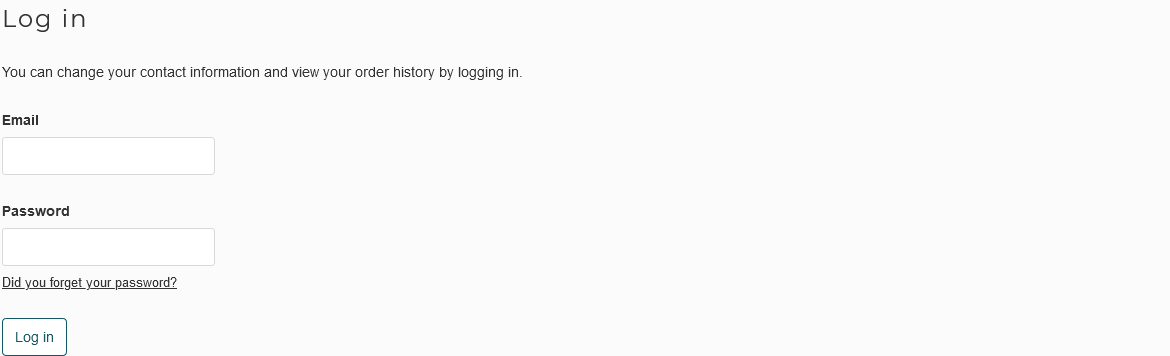 Log in
You can change your contact information and view your order history by logging in.
Email
Password
Did you forget your password?
Log in